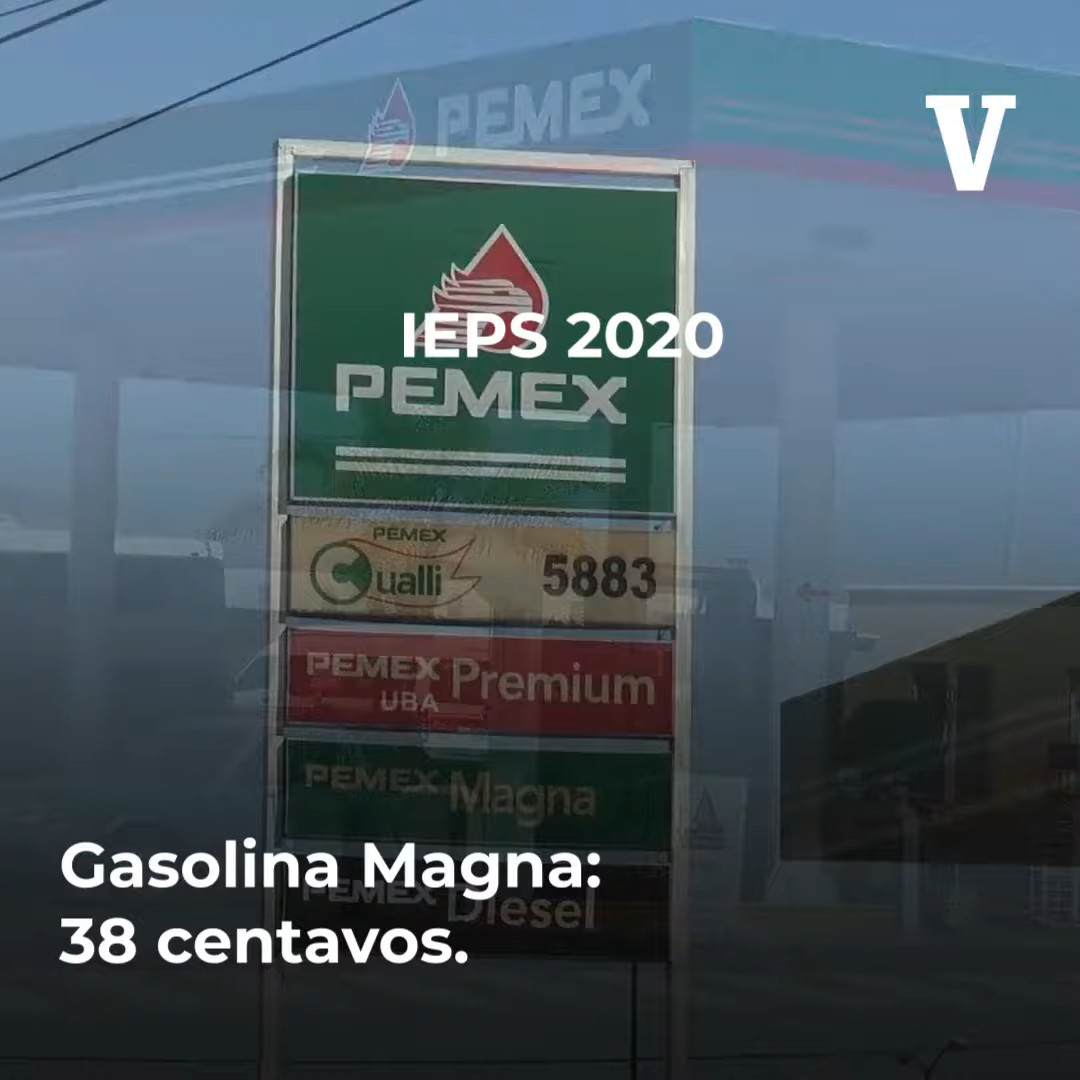 PEMEX
V
IEPS 2020
PEMEX
PEMEX
Cualli
5883
PEMEX Premium
UBA
PEMEX Magna
Gasolina Magna:
PEMEX Diesel
38 centavos.